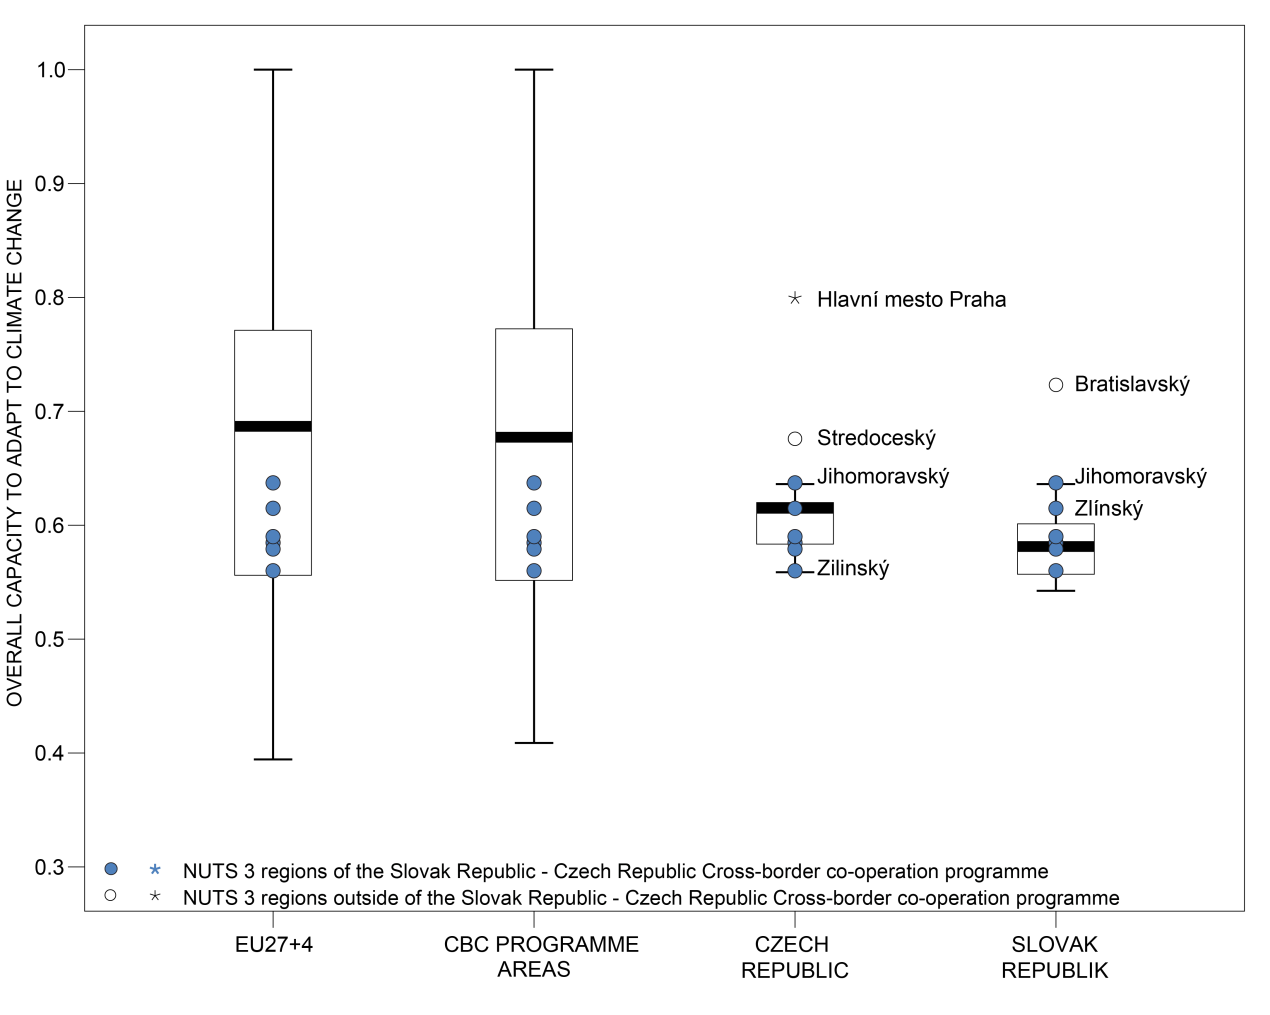 OVERALL CAPACITY TO ADAPT TO CLIMATE CHANGE
1.0
0.9
0.8
0.7
0.6
0.5
0.4
0.3
Hlavní mesto Praha
Bratislavský
Stredoceský
Jihomoravský
Jihomoravský
Zlínský
Zilinský
NUTS 3 regions of the Slovak Republic - Czech Republic Cross-border co-operation programme
NUTS 3 regions outside of the Slovak Republic - Czech Republic Cross-border co-operation programme
EU27+4
CBC PROGRAMME
AREAS
CZECH
REPUBLIC
SLOVAK
REPUBLIK